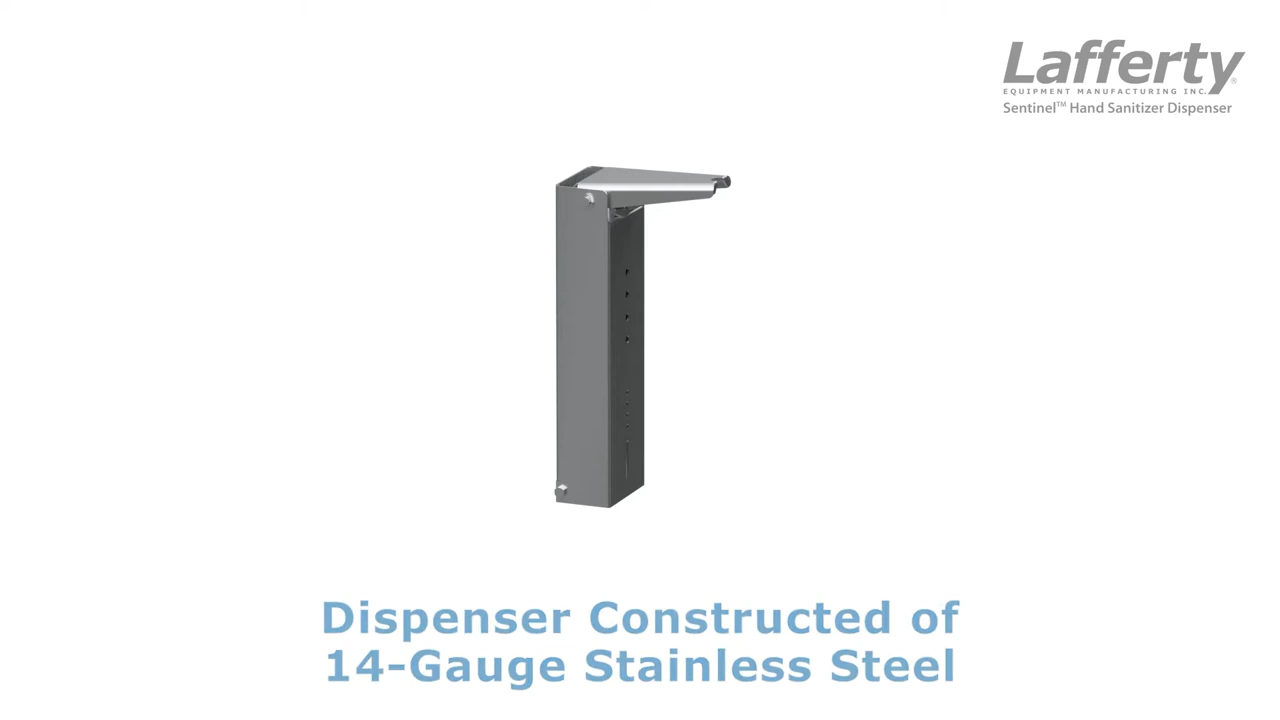 Lafferty®
EQUIPMENT MANUFACTURING INC.
Sentinel™ Hand Sanitizer Dispenser
Dispenser Constructed of
14-Gauge Stainless Steel